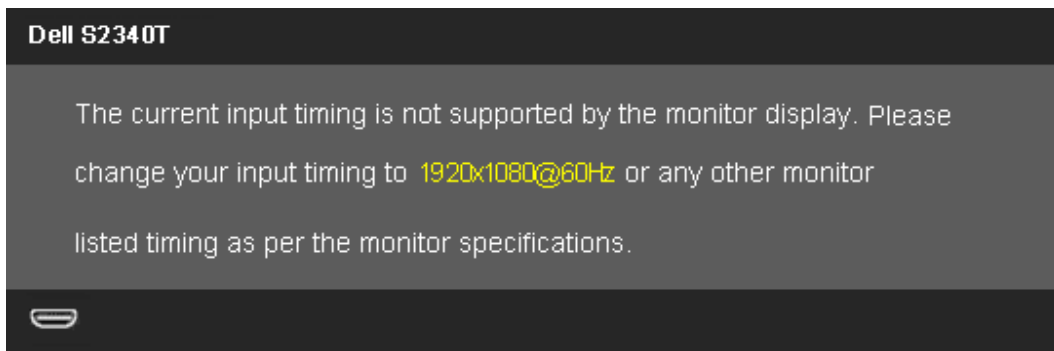 Dell S2340T
The current input timing is not supported by the monitor display. Please
change your input timing to 1920x1080@60Hz or any other monitor
listed timing as per the monitor specifications.